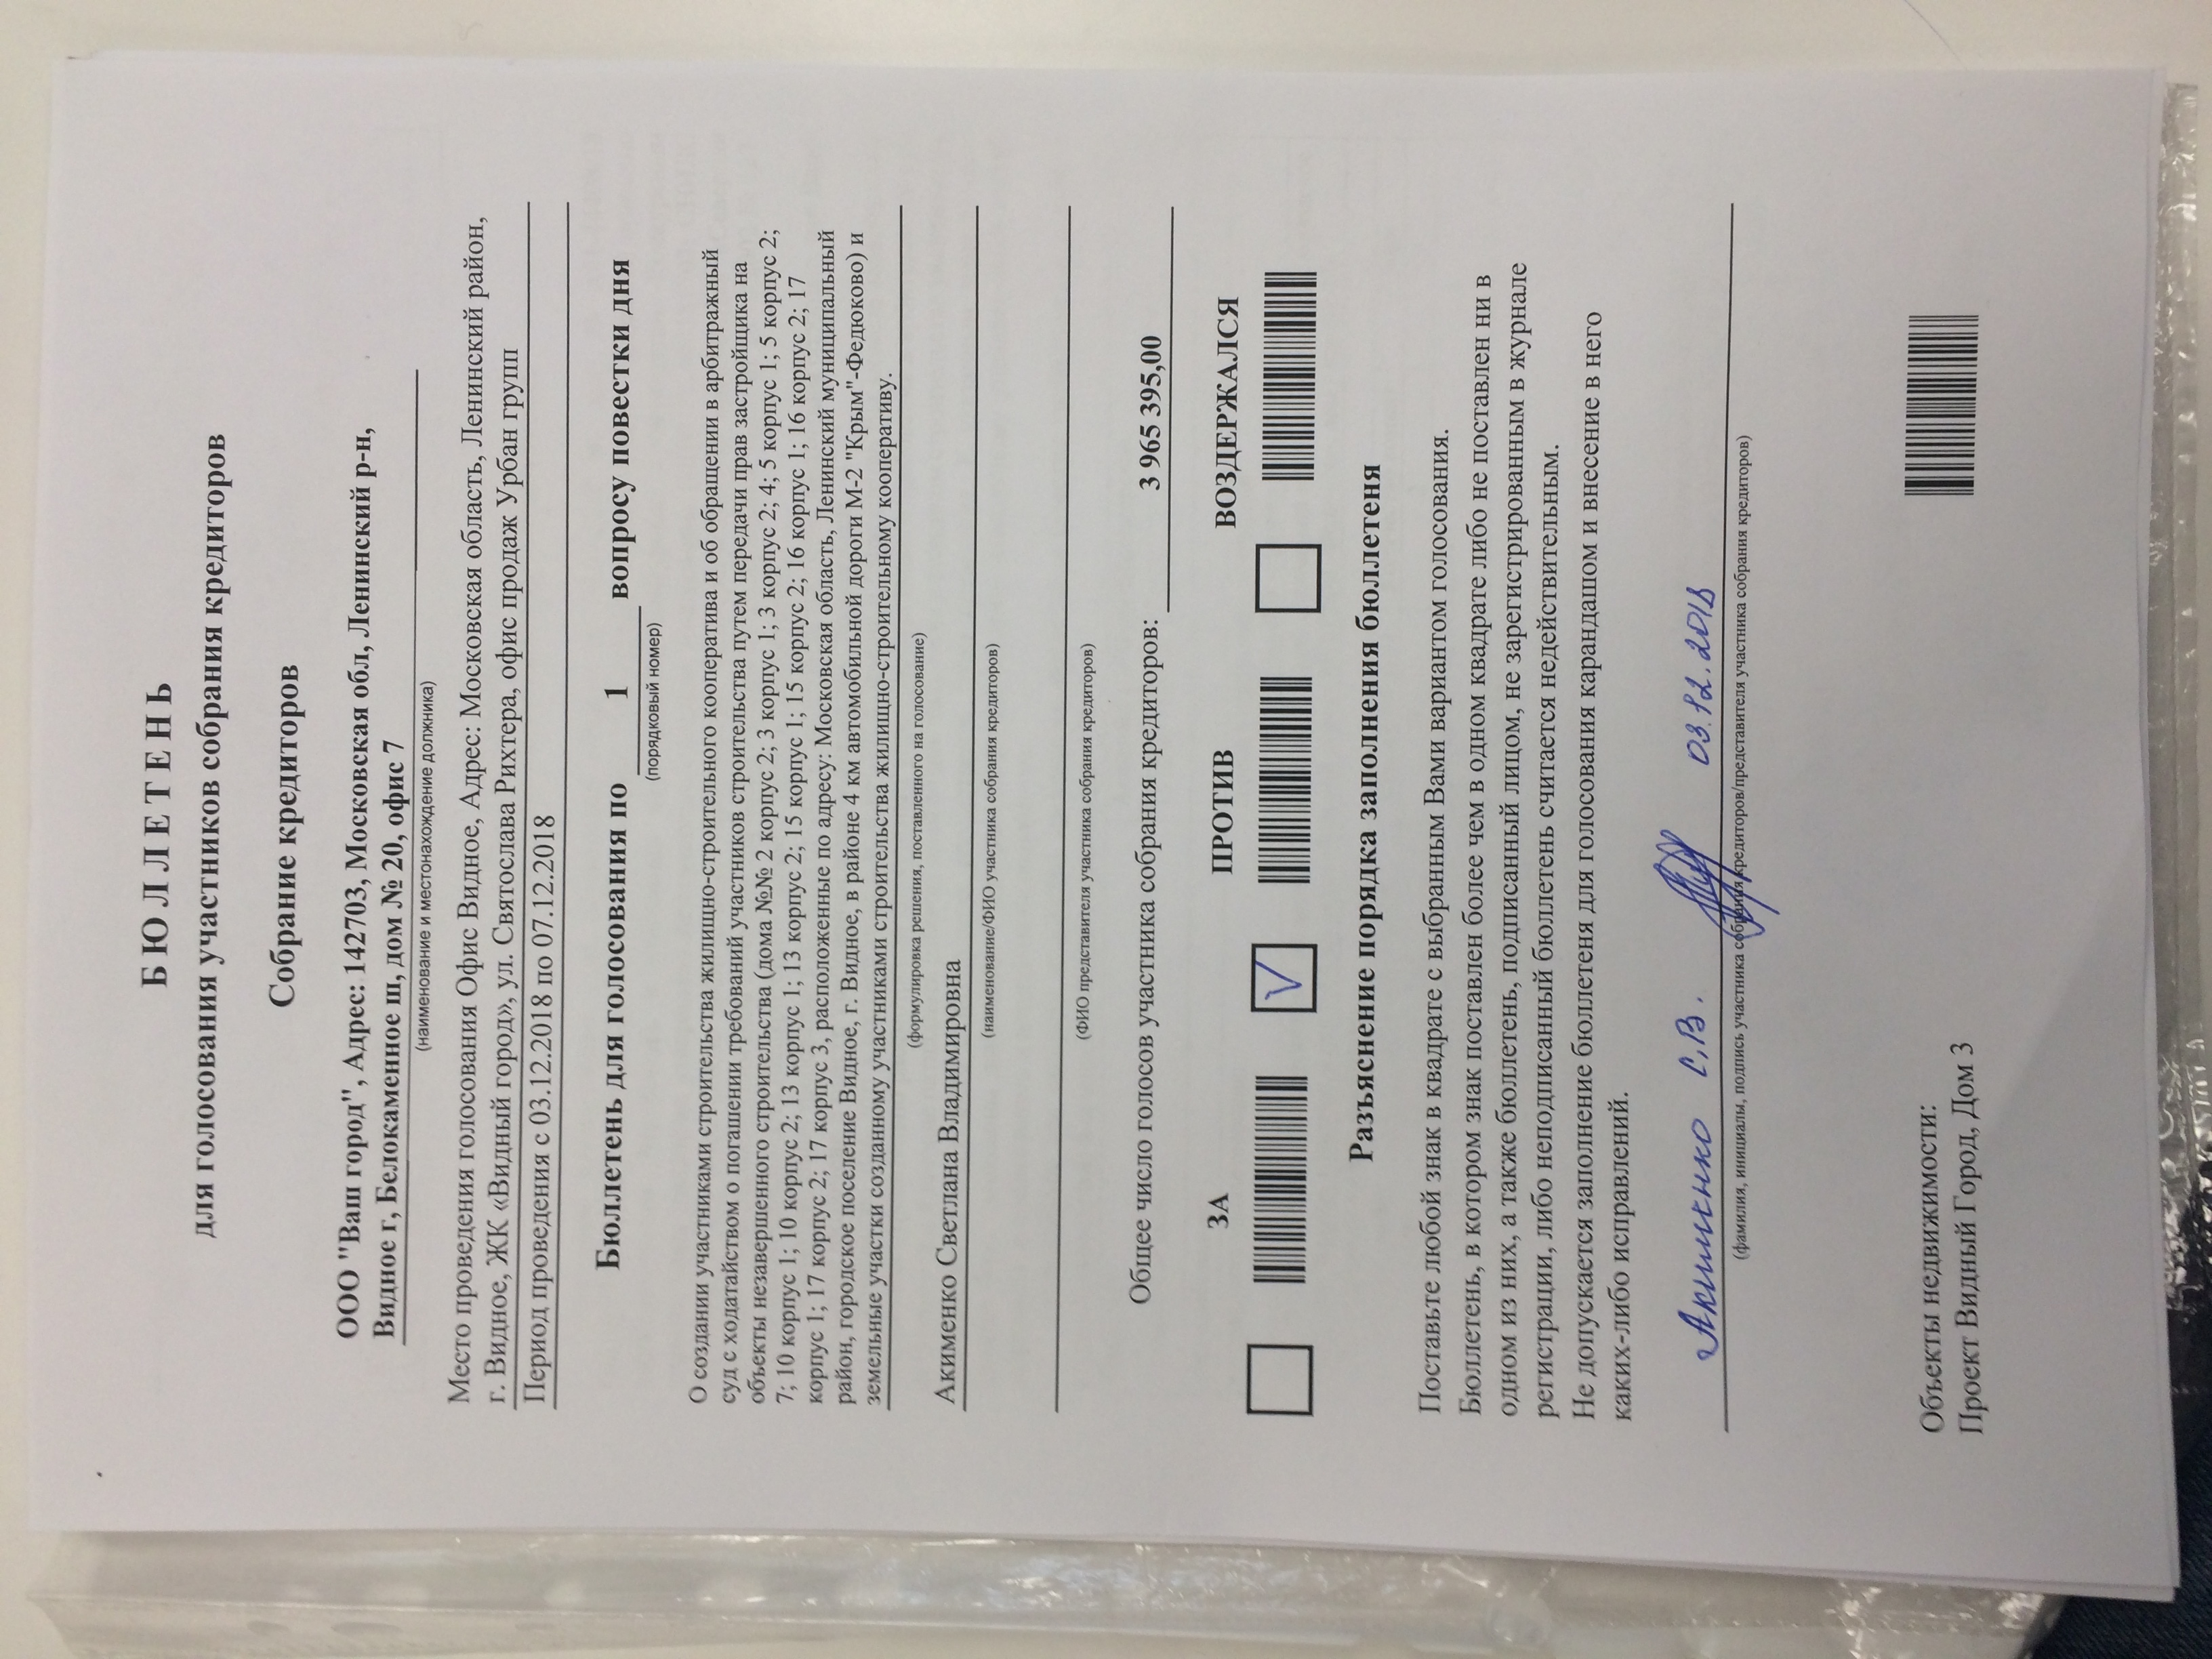 БЮЛЛЕТЕНЬ
для голосования участников собрания кредиторов
Собрание кредиторов
ООО "Ваш город", Адрес: 142703, Московская обл, Ленинский р-н,
Видное г, Белокаменное ш, дом № 20, офис 7
(наименование и местонахождение должника)
Место проведения голосования Офис Видное, Адрес: Московская область, Ленинский район,
г. Видное, ЖК «Видный город», ул. Святослава Рихтера, офис продаж Урбан групп
Период проведения с 03.12.2018 по 07.12.2018
Бюллетень для голосования по 1 вопросу повестки дня
(порядковый номер)
О создании участниками строительства жилищно-строительного кооператива и об обращении в арбитражный
суд с ходатайством о погашении требований участников строительства путем передачи прав застройщика на
объекты незавершенного строительства (дома №№ 2 корпус 2; 3 корпус 1; 3 корпус 2; 4; 5 корпус 1; 5 корпус 2;
7; 10 корпус 1; 10 корпус 2; 13 корпус 1; 13 корпус 2; 15 корпус 1; 15 корпус 2; 16 корпус 1; 16 корпус 2; 17
корпус 1; 17 корпус 2; 17 корпус 3, расположенные по адресу: Московская область, Ленинский муниципальный
район, городское поселение Видное, г. Видное, в районе 4 км автомобильной дороги М-2 "Крым"-Федюково) и
земельные участки созданному участниками строительства жилищно-строительному кооперативу.
(формулировка решения, поставленного на голосование)
Акименко Светлана Владимировна
(наименование/ФИО участника собрания кредиторов)
(ФИО представителя участника собрания кредиторов)
Общее число голосов участника собрания кредиторов: 3 965 395,00
ЗА ПРОТИВ ВОЗДЕРЖАЛСЯ
Разъяснение порядка заполнения бюллетеня
Поставьте любой знак в квадрате с выбранным Вами вариантом голосования.
Бюллетень, в котором знак поставлен более чем в одном квадрате либо не поставлен ни в
одном из них, а также бюллетень, подписанный лицом, не зарегистрированным в журнале
регистрации, либо неподписанный бюллетень считается недействительным.
Не допускается заполнение бюллетеня для голосования карандашом и внесение в него
каких-либо исправлений.
Акименко С.В. 03.12.2018
(фамилия, инициалы, подпись участника собрания кредиторов/представителя участника собрания кредиторов)
Объекты недвижимости:
Проект Видный Город, Дом 3